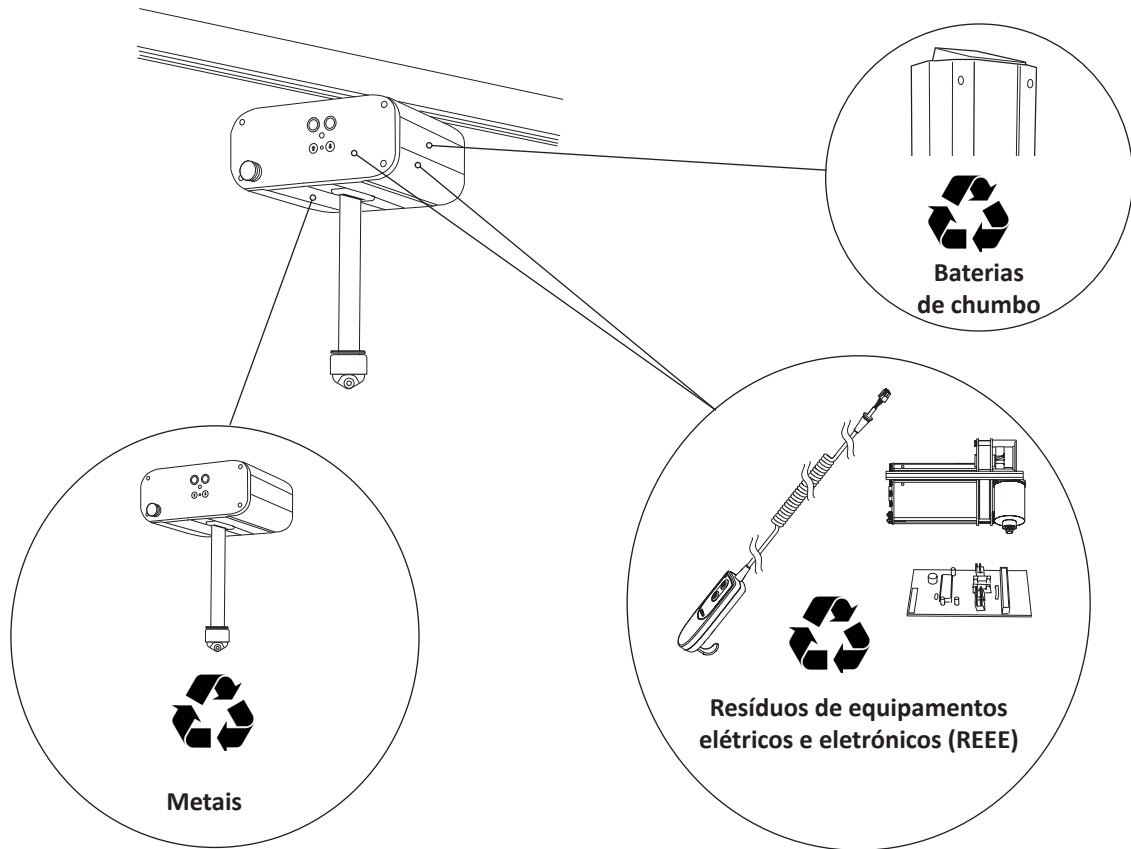 Baterias
de chumbo
Resíduos de equipamentos
elétricos e eletrónicos (REEE)
Metais